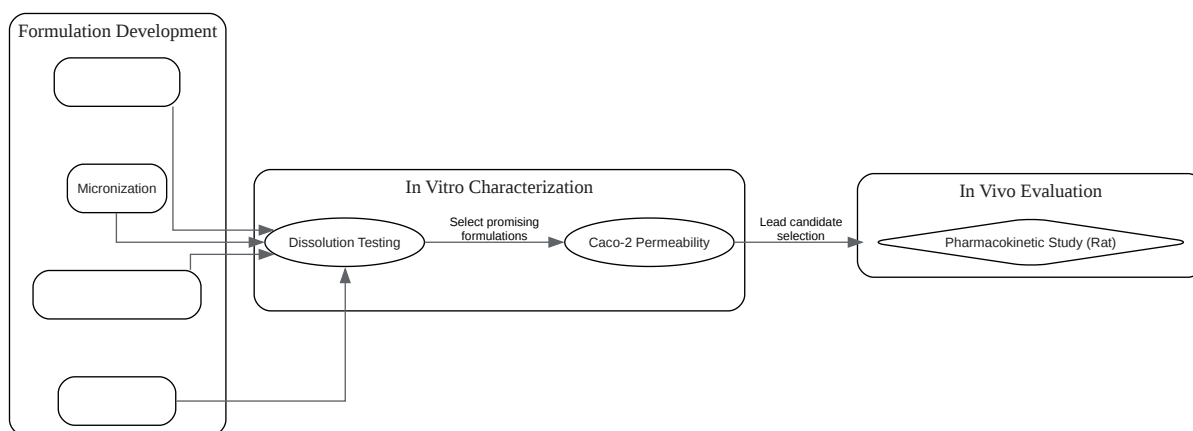 Formulation Development
Micronization
In Vitro Characterization
Dissolution Testing
Select promising
formulations
Caco-2 Permeability
Lead candidate
selection
In Vivo Evaluation
Pharmacokinetic Study (Rat)